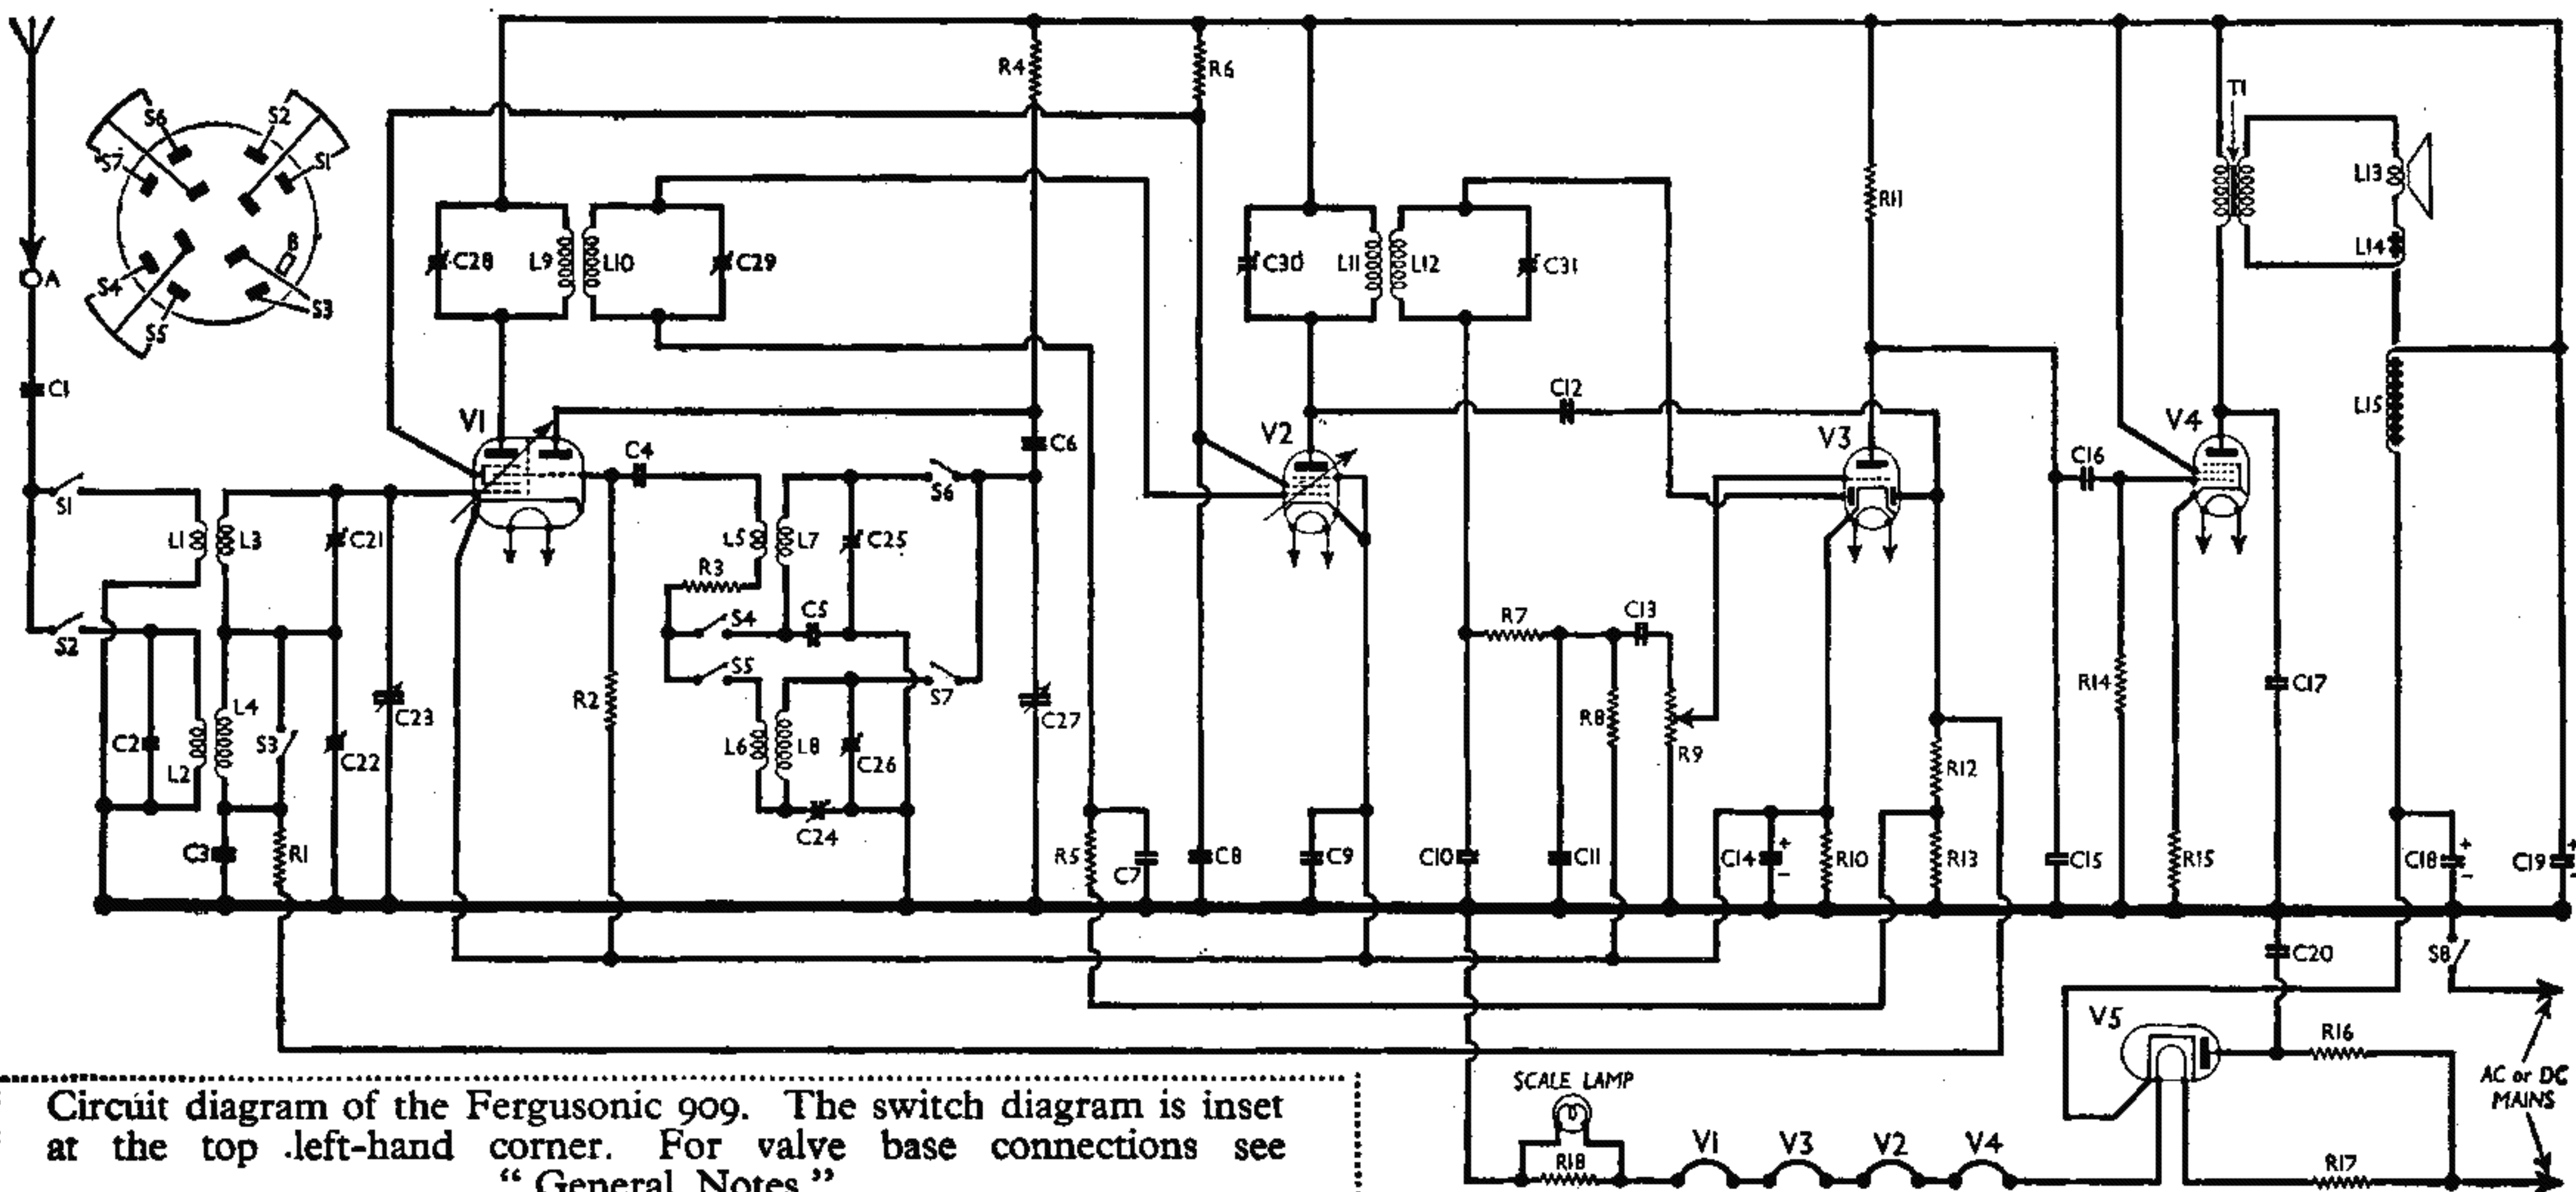 R4
R6
T1
S6
S2
S7
S1
R11
L13
L14
B
A
C28
L9
L10
C29
C30
L11
L12
C31
S4
S3
S5
C1
C12
L15
V1
C4
C6
V2
V3
C16
V4
S1
S6
L1
L3
C21
L5
L7
C25
R3
S2
S4
C5
R7
C13
S5
S7
R2
C23
C27
R8
R9
R14
C17
C2
L2
L4
S3
C22
L6
L8
C26
R12
C24
C3
R1
R5
C7
C8
C9
C10
C11
C14
+
-
R10
R13
C15
R15
C18
+
-
C19
+
-
C20
S8
V5
R16
SCALE LAMP
AC or DC
MAINS
R18
V1
V3
V2
V4
R17
Circuit diagram of the Fergusonic 909. The switch diagram is inset
at the top left-hand corner. For valve base connections see
“ General Notes.”